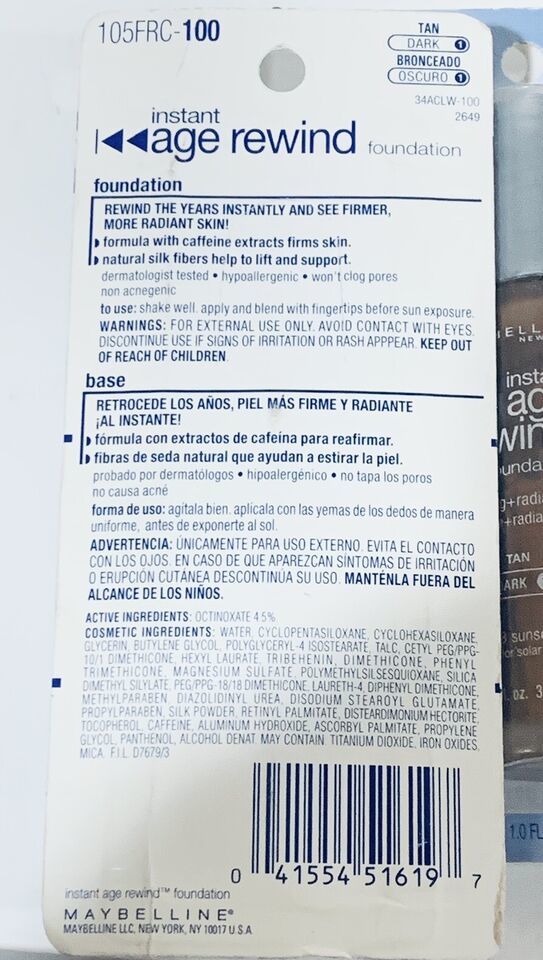 105FRC-100
TAN
DARK 1
BRONCEADO
OSCURO 1
34ACLW-100
2649
instant
age rewind foundation
foundation
REWIND THE YEARS INSTANTLY AND SEE FIRMER,
MORE RADIANT SKIN!
formula with caffeine extracts firms skin.
natural silk fibers help to lift and support.
dermatologist tested • hypoallergenic • won't clog pores
non acnegenic
to use: shake well. apply and blend with fingertips before sun exposure.
WARNINGS: FOR EXTERNAL USE ONLY. AVOID CONTACT WITH EYES.
DISCONTINUE USE IF SIGNS OF IRRITATION OR RASH APPPEAR. KEEP OUT
OF REACH OF CHILDREN.
base
RETROCEDE LOS AÑOS, PIEL MÁS FIRME Y RADIANTE
¡AL INSTANTE!
fórmula con extractos de cafeína para reafirmar.
fibras de seda natural que ayudan a estirar la piel.
probado por dermatólogos • hipoalergénico • no tapa los poros
no causa acné
forma de uso: agítala bien. aplícala con las yemas de los dedos de manera
uniforme, antes de exponerte al sol.
ADVERTENCIA: ÚNICAMENTE PARA USO EXTERNO. EVITA EL CONTACTO
CON LOS OJOS. EN CASO DE QUE APAREZCAN SÍNTOMAS DE IRRITACIÓN
O ERUPCIÓN CUTÁNEA DESCONTINÚA SU USO. MANTÉNLA FUERA DEL
ALCANCE DE LOS NIÑOS.
ACTIVE INGREDIENTS: OCTINOXATE 4.5%
COSMETIC INGREDIENTS: WATER, CYCLOPENTASILOXANE, CYCLOHEXASILOXANE,
GLYCERIN, BUTYLENE GLYCOL, POLYGLYCERYL-4 ISOSTEARATE, TALC, CETYL PEG/PPG-
10/1 DIMETHICONE, HEXYL LAURATE, TRIBEHENIN, DIMETHICONE, PHENYL
TRIMETHICONE, MAGNESIUM SULFATE, POLYMETHYLSILSESQUIOXANE, SILICA
DIMETHYL SILYLATE, PEG/PPG-18/18 DIMETHICONE, LAURETH-4, DIPHENYL DIMETHICONE,
METHYLPARABEN, DIAZOLIDINYL UREA, DISODIUM STEAROYL GLUTAMATE,
PROPYLPARABEN, SILK POWDER, RETINYL PALMITATE, DISTEARDIMONIUM HECTORITE,
TOCOPHEROL, CAFFEINE, ALUMINUM HYDROXIDE, ASCORBYL PALMITATE, PROPYLENE
GLYCOL, PANTHENOL, ALCOHOL DENAT. MAY CONTAIN: TITANIUM DIOXIDE, IRON OXIDES,
MICA. F.I.L. D7679/3
0 41554 51619 7
instant age rewind™ foundation
MAYBELLINE®
MAYBELLINE LLC, NEW YORK, NY 10017 U.S.A.
ELL
NEW
insta
ag
win
unda
g+radia
+radia
TAN
ARK
sunsc
or solar
oz. 3
1.0 FL